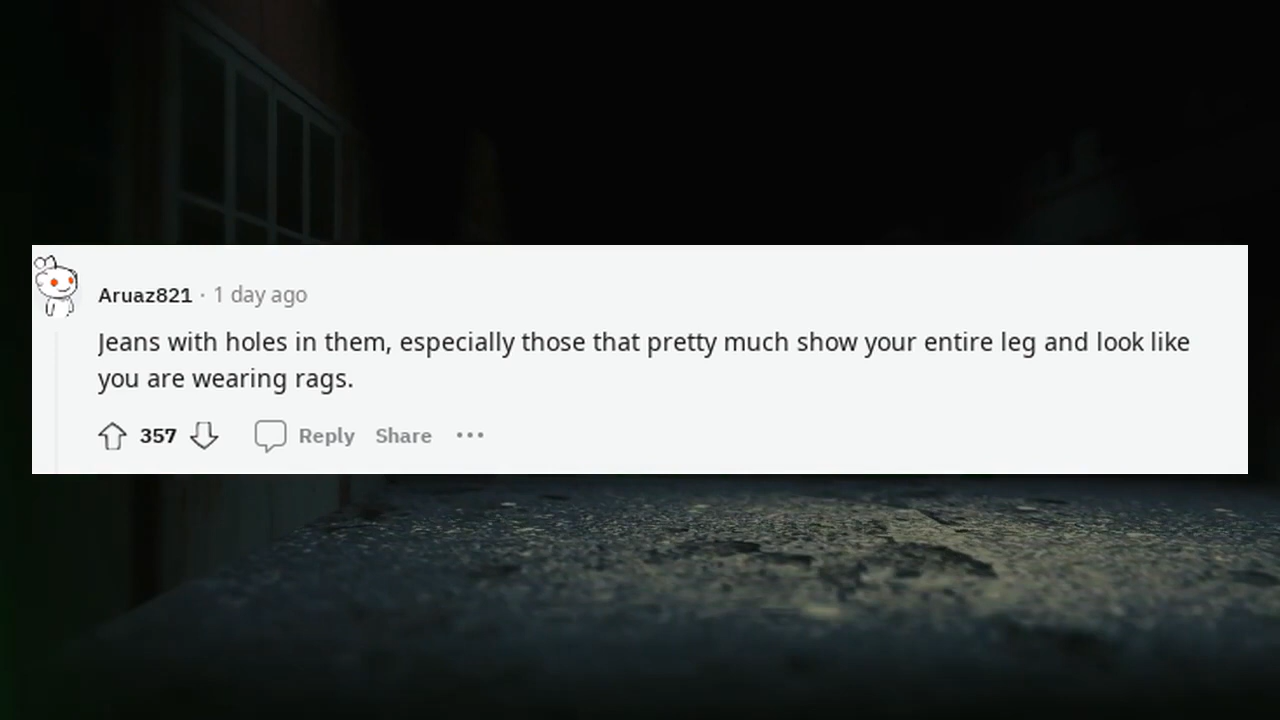 Aruaz821 · 1 day ago
Jeans with holes in them, especially those that pretty much show your entire leg and look like
you are wearing rags.
357 Reply Share •••